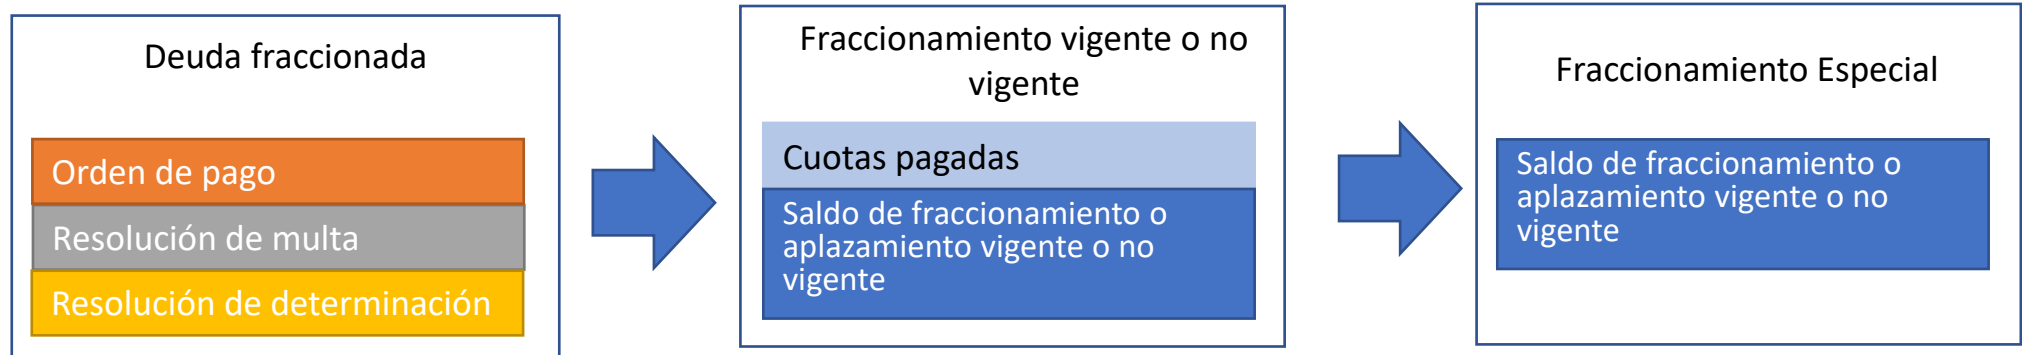 Deuda fraccionada
Orden de pago
Resolución de multa
Resolución de determinación
Fraccionamiento vigente o no
vigente
Cuotas pagadas
Saldo de fraccionamiento o
aplazamiento vigente o no
vigente
Fraccionamiento Especial
Saldo de fraccionamiento o
aplazamiento vigente o no
vigente